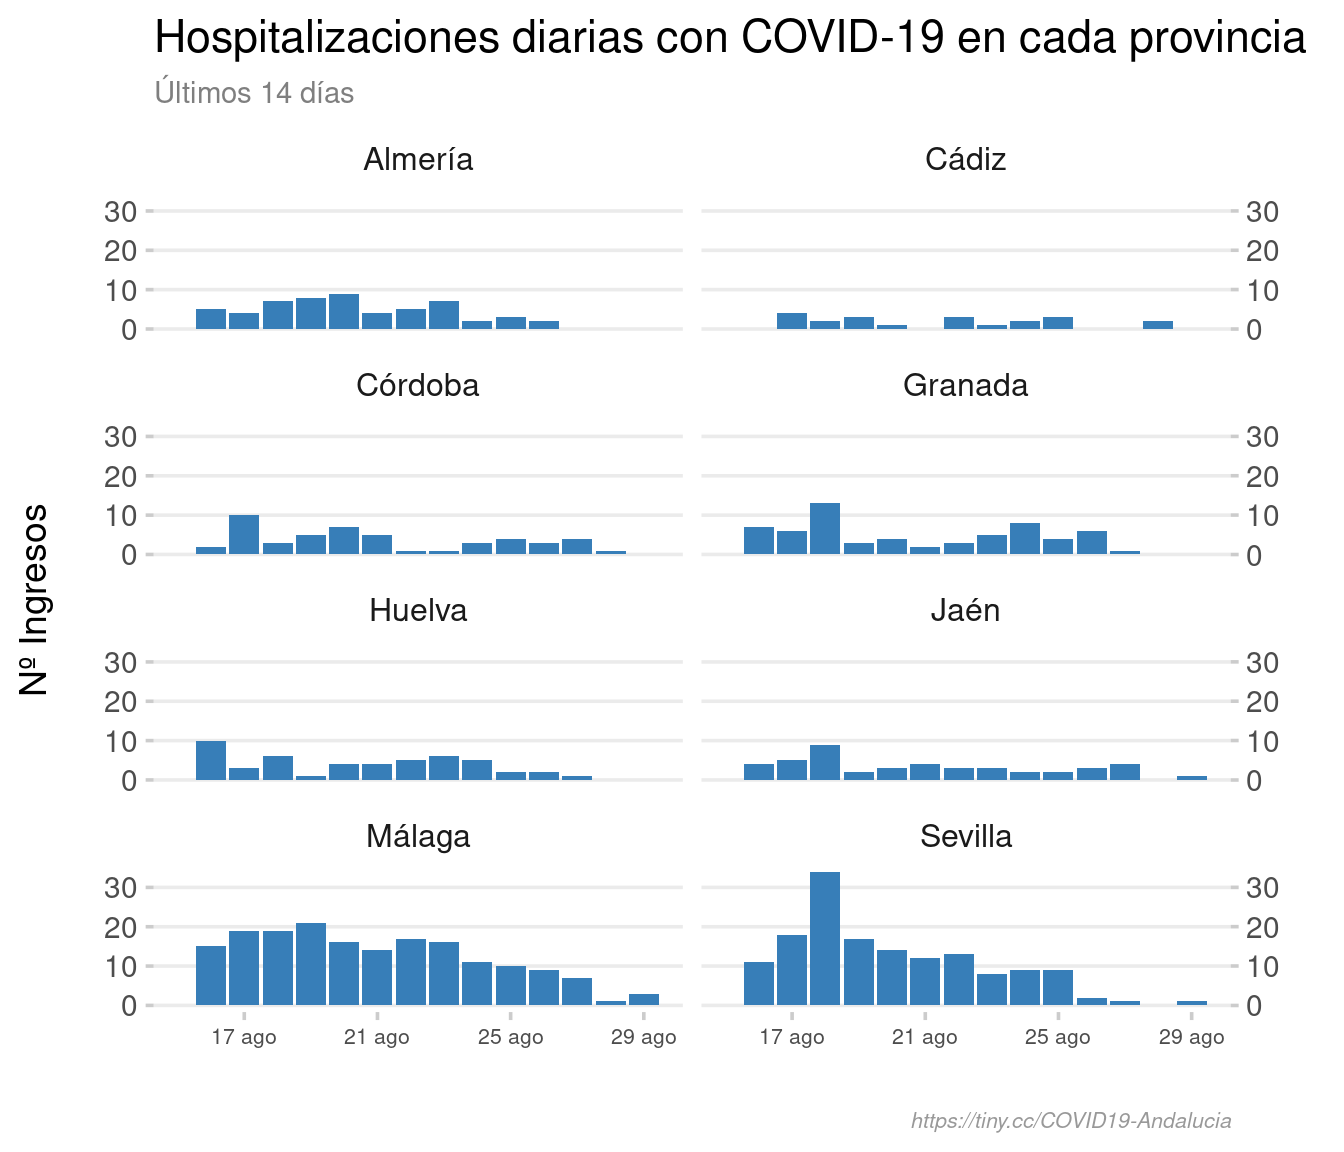 Hospitalizaciones diarias con COVID-19 en cada provincia
Últimos 14 días
Nº Ingresos
Almería
Cádiz
30
20
10
0
30
20
10
0
Córdoba
Granada
30
20
10
0
30
20
10
0
Huelva
Jaén
30
20
10
0
30
20
10
0
Málaga
Sevilla
30
20
10
0
30
20
10
0
17 ago 21 ago 25 ago 29 ago
17 ago 21 ago 25 ago 29 ago
https://tiny.cc/COVID19-Andalucia